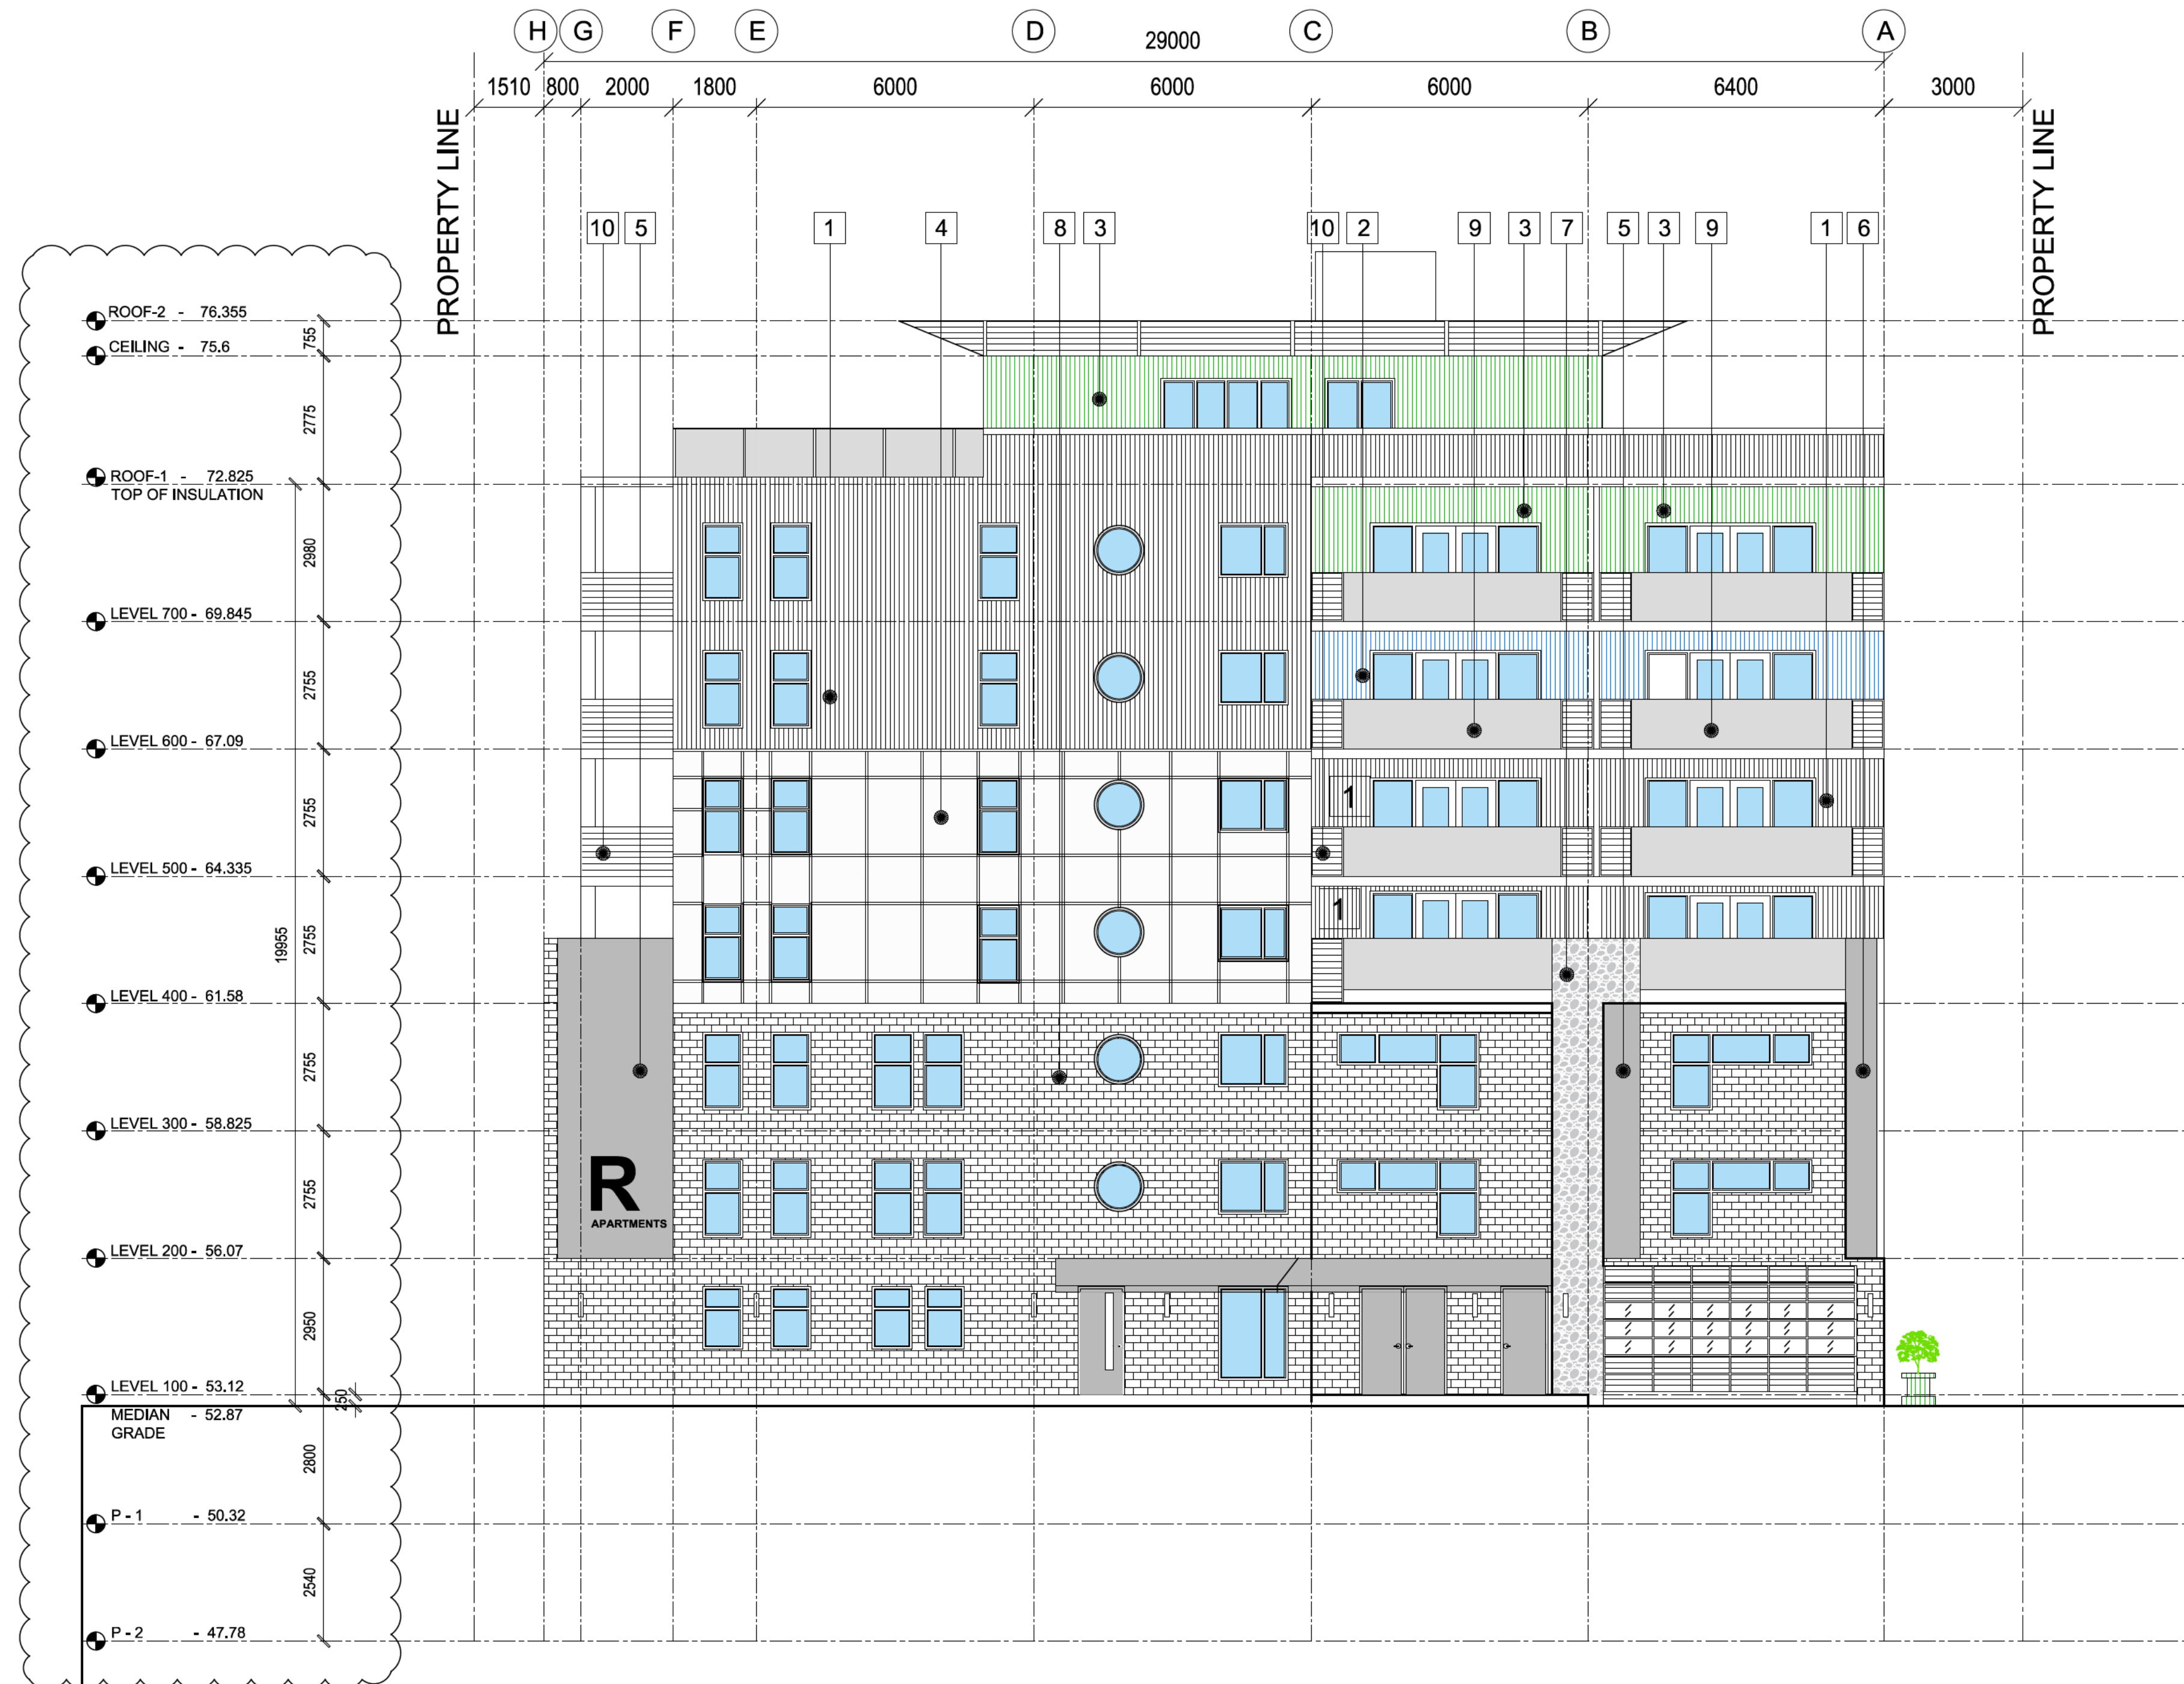 H G F E D C B A
29000
1510 800 2000 1800 6000 6000 6000 6400 3000
PROPERTY LINE
PROPERTY LINE
10 5 1 4 8 3 10 2 9 3 7 5 3 9 1 6
ROOF-2 - 76.355
755
CEILING - 75.6
2775
ROOF-1 - 72.825
TOP OF INSULATION
2980
LEVEL 700 - 69.845
2755
LEVEL 600 - 67.09
2755
1
LEVEL 500 - 64.335
1
19955
2755
LEVEL 400 - 61.58
2755
LEVEL 300 - 58.825
2755
R
APARTMENTS
LEVEL 200 - 56.07
2950
LEVEL 100 - 53.12
250
MEDIAN - 52.87
GRADE
2800
P - 1 - 50.32
2540
P - 2 - 47.78